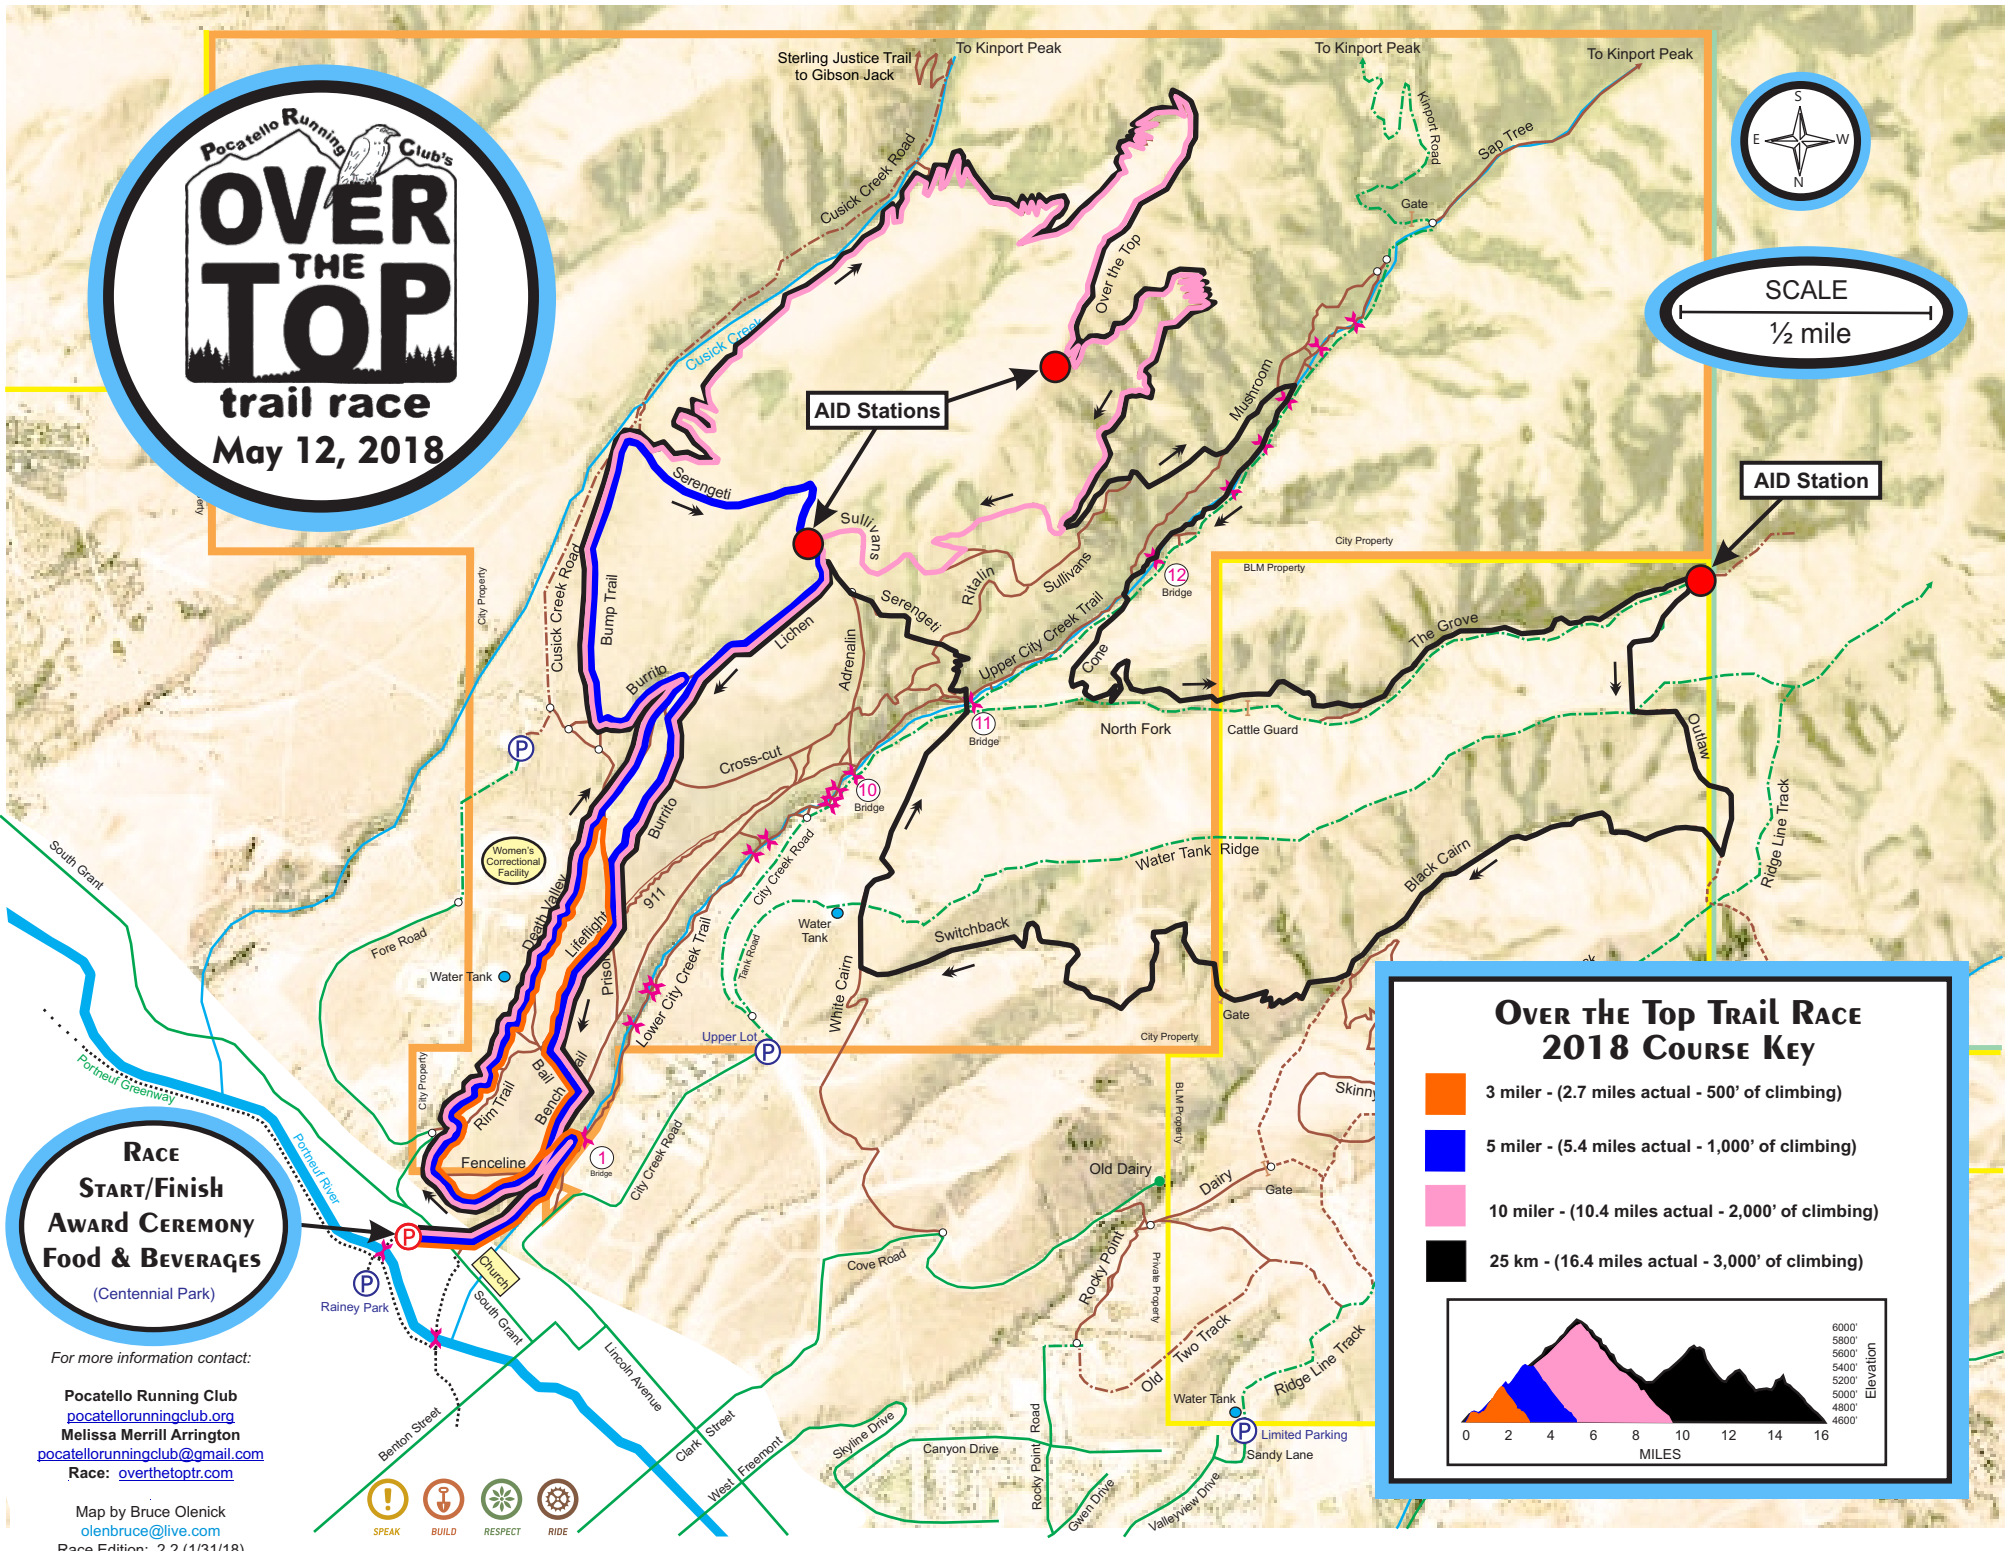 Pocatello Running Club's
OVER
THE
TOP
trail race
May 12, 2018
Sterling Justice Trail
to Gibson Jack
To Kinport Peak
To Kinport Peak
To Kinport Peak
Kinport Road
Sap Tree
Gate
S
E
W
N
SCALE
½ mile
Cusick Creek Road
Cusick Creek
Over the Top
Mushroom
AID Stations
AID Station
Serengeti
Sullivans
City Property
BLM Property
City Property
Cusick Creek Road
Bump Trail
Ritalin
Sullivans
12
Bridge
Serengeti
Lichen
Adrenalin
Upper City Creek Trail
Cone
The Grove
Burrito
11
Bridge
North Fork
Cattle Guard
Outlaw
P
Cross-cut
10
Bridge
Burrito
City Creek Road
Water Tank Ridge
Black Cairn
Ridge Line Track
South Grant
Women's
Correctional
Facility
Death Valley
Lifeflight
911
Water
Tank
Switchback
Fore Road
Water Tank
Prison
Lower City Creek Trail
Tank Road
White Cairn
Upper Lot
P
Gate
City Property
Portneuf Greenway
City Property
Rim Trail
Bail
Bench
ail
BLM Property
Skinny
Portneuf River
Fenceline
1
Bridge
City Creek Road
Old Dairy
Dairy
Gate
Race
Start/Finish
Award Ceremony
Food & Beverages
(Centennial Park)
P
P
Rainey Park
Church
South Grant
Cove Road
Rocky Point
Private Property
Old Two Track
Ridge Line Track
Lincoln Avenue
Benton Street
Clark Street
West Freemont
Skyline Drive
Canyon Drive
Rocky Point Road
Gwen Drive
Valleyview Drive
Water Tank
P
Limited Parking
Sandy Lane
Over the Top Trail Race
2018 Course Key
3 miler - (2.7 miles actual - 500' of climbing)
5 miler - (5.4 miles actual - 1,000' of climbing)
10 miler - (10.4 miles actual - 2,000' of climbing)
25 km - (16.4 miles actual - 3,000' of climbing)
6000'
5800'
5600'
5400'
5200'
5000'
4800'
4600'
Elevation
0 2 4 6 8 10 12 14 16
MILES
For more information contact:
Pocatello Running Club
pocatellorunningclub.org
Melissa Merrill Arrington
pocatellorunningclub@gmail.com
Race: overthetoptr.com
Map by Bruce Olenick
olenbruce@live.com
Race Edition: 2.2 (1/31/18)
SPEAK
BUILD
RESPECT
RIDE